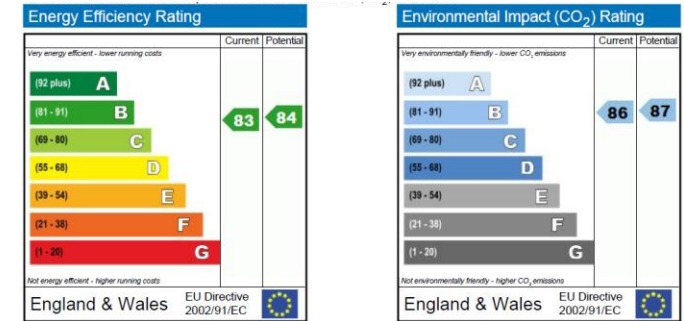 Energy Efficiency Rating
Current Potential
Very energy efficient - lower running costs
(92 plus) A
(81 - 91) B
83 84
(69 - 80) C
(55 - 68) D
(39 - 54) E
(21 - 38) F
(1 - 20) G
Not energy efficient - higher running costs
England & Wales
EU Directive
2002/91/EC
Environmental Impact (CO2) Rating
Current Potential
Very environmentally friendly - lower CO2 emissions
(92 plus) A
(81 - 91) B
86 87
(69 - 80) C
(55 - 68) D
(39 - 54) E
(21 - 38) F
(1 - 20) G
Not environmentally friendly - higher CO2 emissions
England & Wales
EU Directive
2002/91/EC